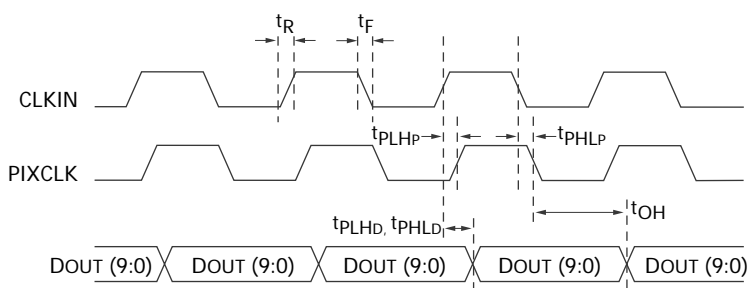 tR tF
CLKIN
tPLHP tPHLP
PIXCLK
tOH
tPLHD, tPHLD
DOUT (9:0) DOUT (9:0) DOUT (9:0) DOUT (9:0) DOUT (9:0)